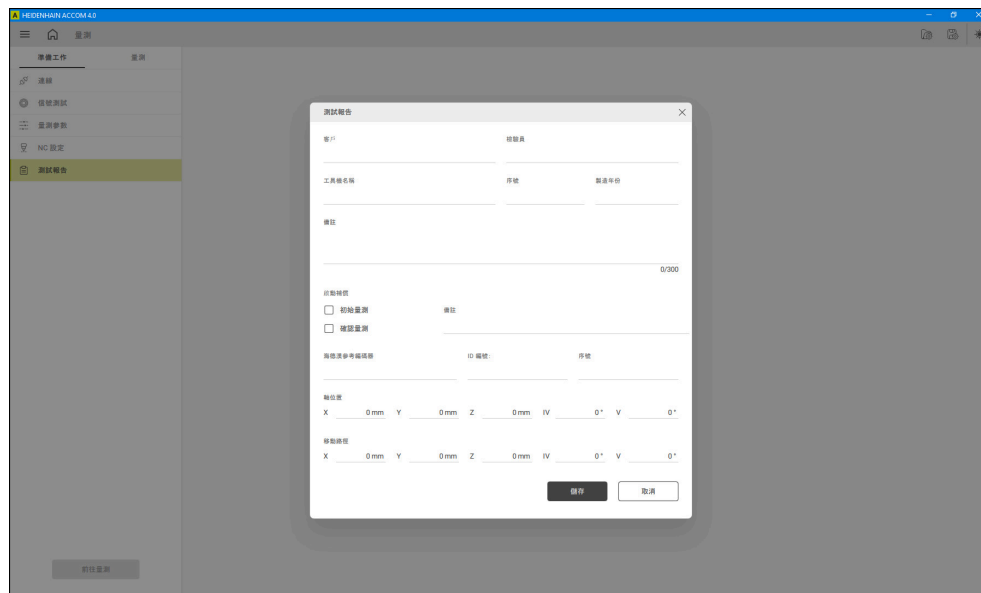 HEIDENHAIN ACCOM 4.0
量測
準備工作 量測
連線
信號測試
量測參數
NC 設定
測試報告
測試報告
客戶 檢驗員
工具機名稱 序號 製造年份
備註
0/300
啟動補償
初始量測 備註
確認量測
海德漢參考編碼器 ID 編號: 序號
軸位置
X 0 mm Y 0 mm Z 0 mm IV 0 ° V 0 °
移動路徑
X 0 mm Y 0 mm Z 0 mm IV 0 ° V 0 °
儲存 取消
前往量測